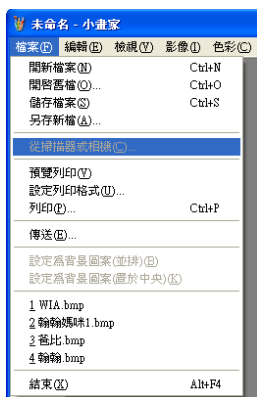 未命名 - 小畫家
檔案(F) 編輯(E) 檢視(V) 影像(I) 色彩(C)
開新檔案(N) Ctrl+N
開啓舊檔(O)... Ctrl+O
儲存檔案(S) Ctrl+S
另存新檔(A)...
從掃描器或相機(C)...
預覽列印(V)
設定列印格式(U)...
列印(P)... Ctrl+P
傳送(E)...
設定爲背景圖案(並排)(B)
設定爲背景圖案(置於中央)(K)
1 WIA.bmp
2 翰翰媽咪1.bmp
3 芭比.bmp
4 翰翰.bmp
結束(X) Alt+F4